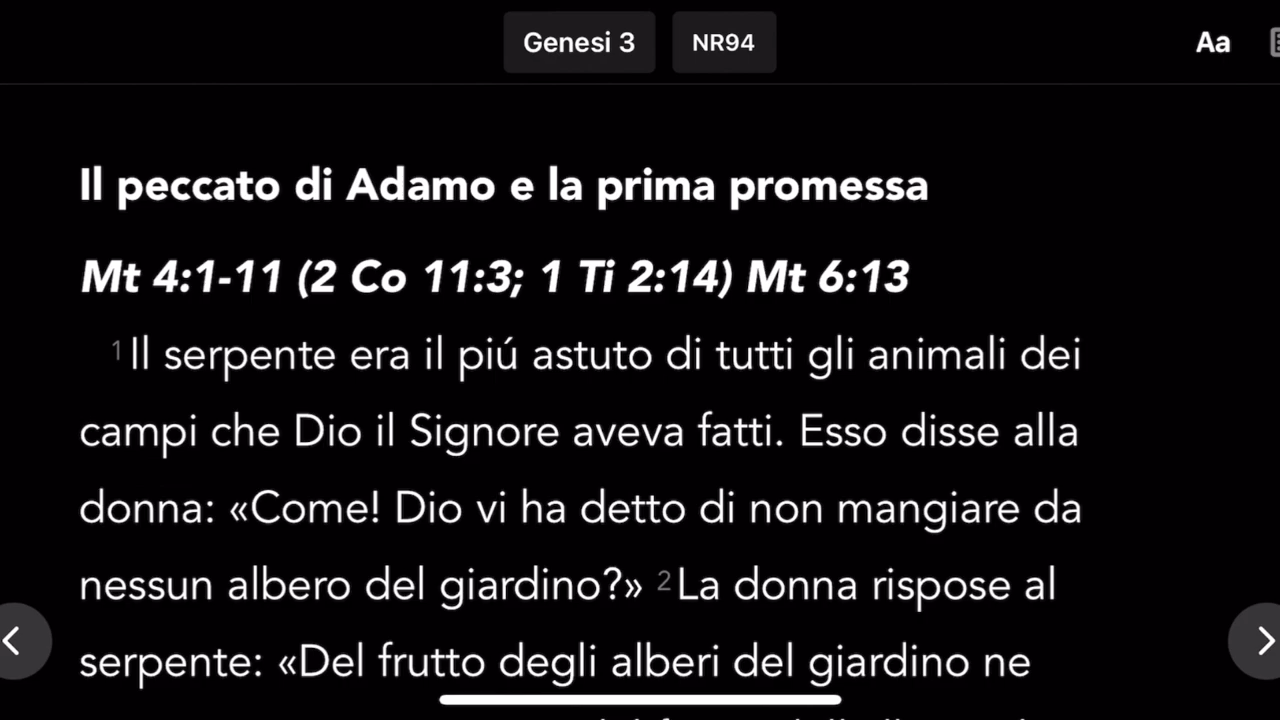 Genesi 3 NR94 Aa
Il peccato di Adamo e la prima promessa
Mt 4:1-11 (2 Co 11:3; 1 Ti 2:14) Mt 6:13
1 Il serpente era il piú astuto di tutti gli animali dei
campi che Dio il Signore aveva fatti. Esso disse alla
donna: «Come! Dio vi ha detto di non mangiare da
nessun albero del giardino?» 2 La donna rispose al
serpente: «Del frutto degli alberi del giardino ne